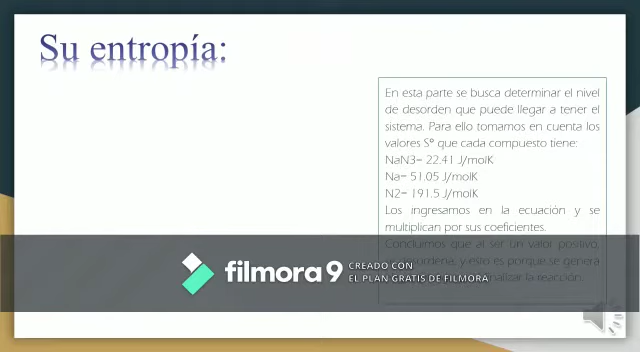 Su entropía:
En esta parte se busca determinar el nivel
de desorden que puede llegar a tener el
sistema. Para ello tomamos en cuenta los
valores S° que cada compuesto tiene:
NaN3= 22.41 J/molK
Na= 51.05 J/molK
N2= 191.5 J/molK
Los ingresamos en la ecuación y se
multiplican por sus coeficientes.
Concluimos que al ser un valor positivo,
desordena, y esto es porque se genera
finalizar la reacción.
filmora9
CREADO CON
EL PLAN GRATIS DE FILMORA